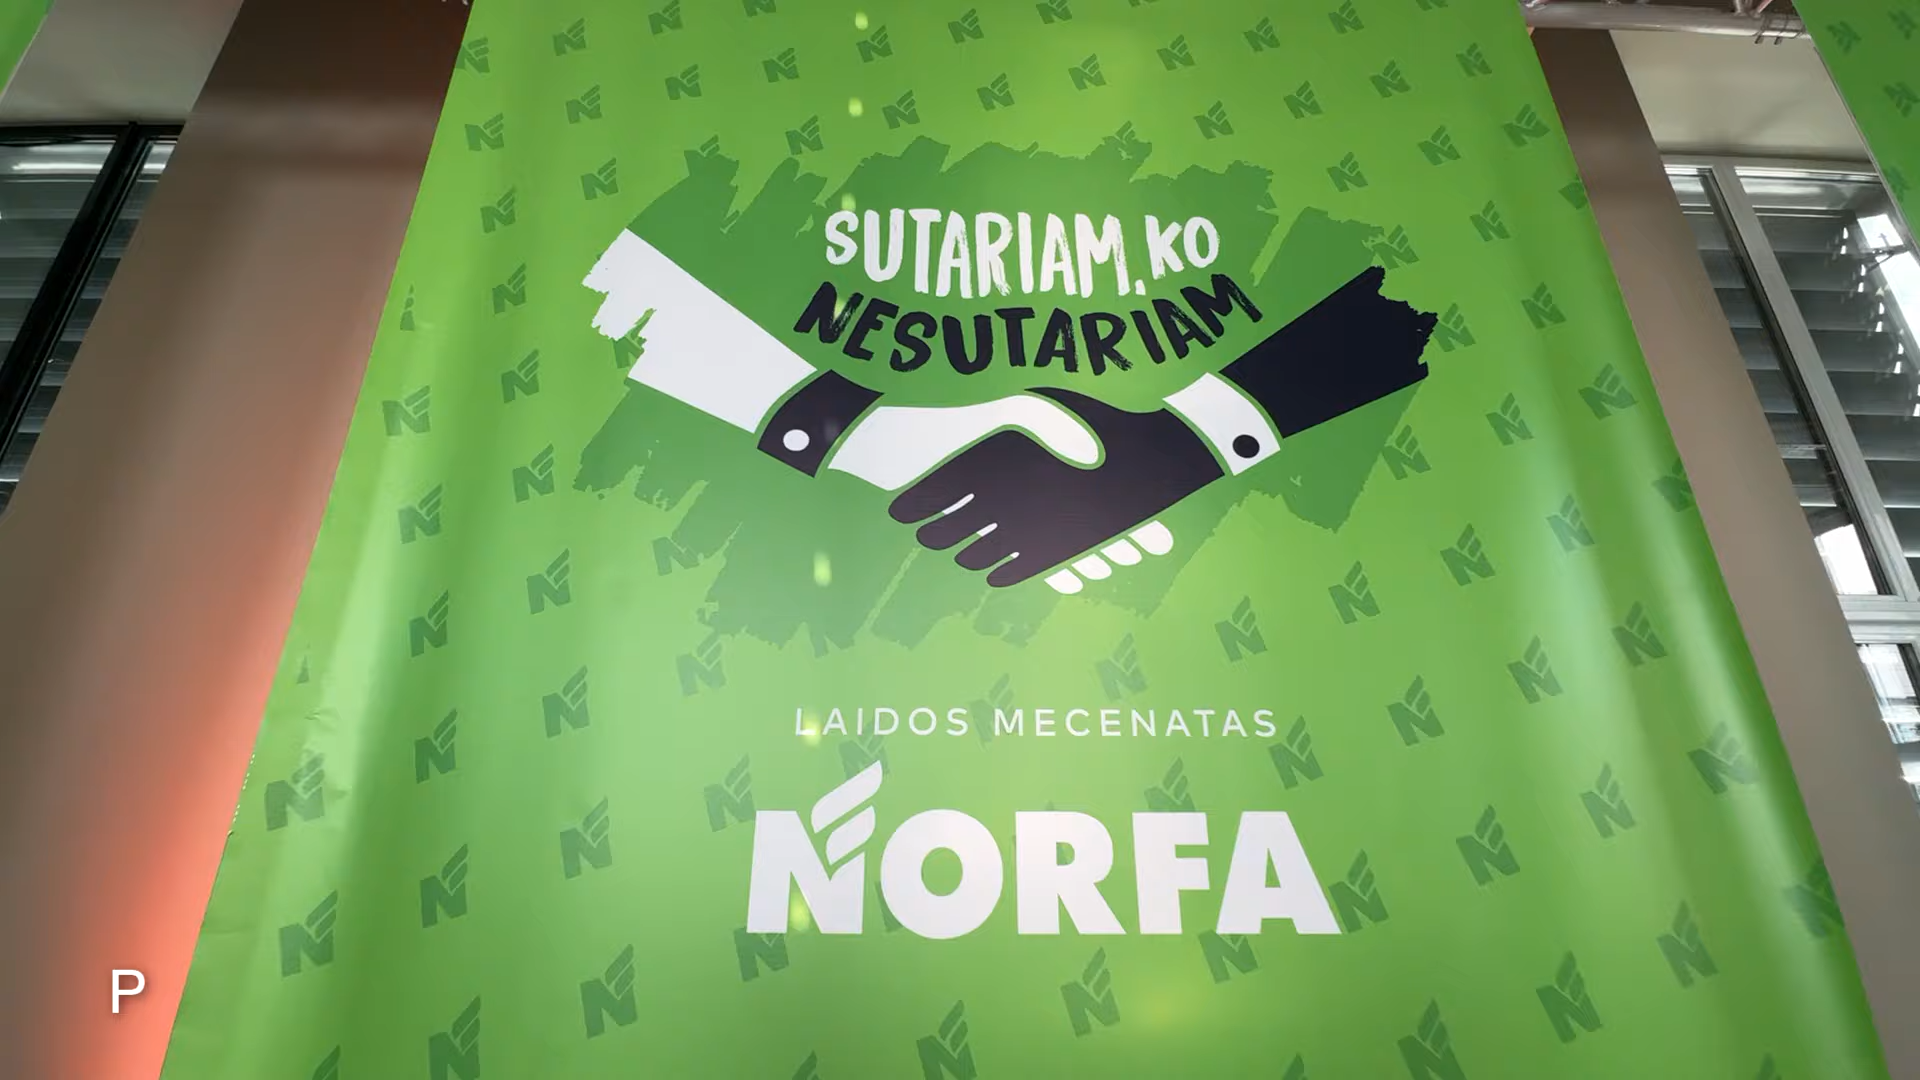 SUTARIAM, KO
NESUTARIAM
LAIDOS MECENATAS
NORFA
P